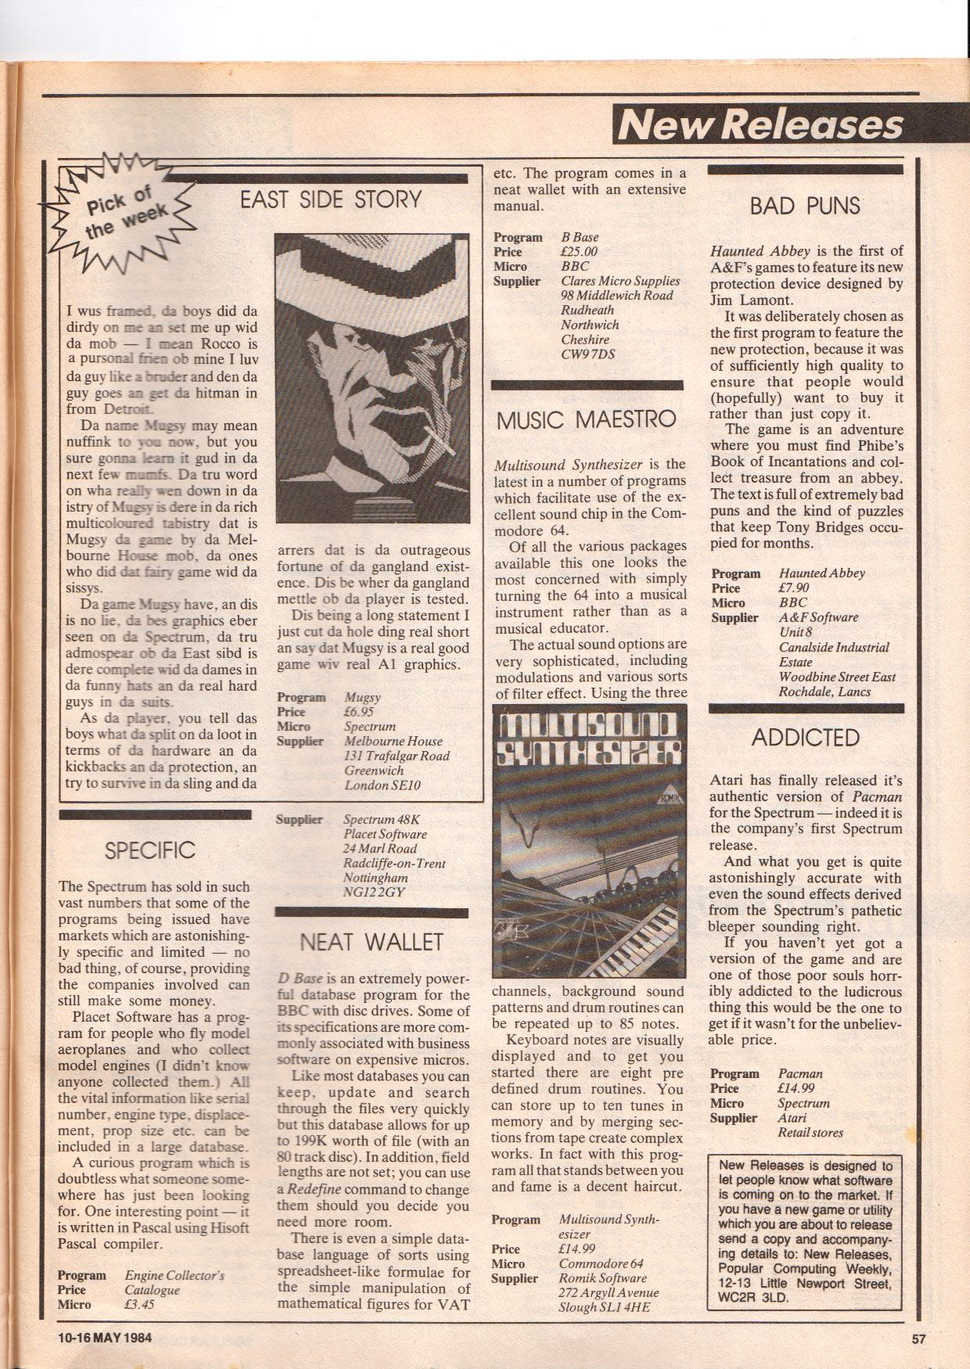 New Releases
Pick of
the week
EAST SIDE STORY
I wus framed, da boys did da
dirdy on me an set me up wid
da mob — I mean Rocco is
a pursonal frien ob mine I luv
da guy like a bruder and den da
guy goes an get da hitman in
from Detroit.
Da name Mugsy may mean
nuffink to you now, but you
sure gonna learn it gud in da
next few mumfs. Da tru word
on wha really wen down in da
istry of Mugsy is dere in da rich
multicoloured tabistry dat is
Mugsy da game by da Mel-
bourne House mob, da ones
who did dat fairy game wid da
sissys.
Da game Mugsy have, an dis
is no lie, da bes graphics eber
seen on da Spectrum, da tru
admospear ob da East sibd is
dere complete wid da dames in
da funny hats an da real hard
guys in da suits.
As da player, you tell das
boys what da split on da loot in
terms of da hardware an da
kickbacks an da protection, an
try to survive in da sling and da
arrers dat is da outrageous
fortune of da gangland exist-
ence. Dis be wher da gangland
mettle ob da player is tested.
Dis being a long statement I
just cut da hole ding real short
an say dat Mugsy is a real good
game wiv real A1 graphics.
Program Mugsy
Price £6.95
Micro Spectrum
Supplier Melbourne House
131 Trafalgar Road
Greenwich
London SE10
SPECIFIC
The Spectrum has sold in such
vast numbers that some of the
programs being issued have
markets which are astonishing-
ly specific and limited — no
bad thing, of course, providing
the companies involved can
still make some money.
Placet Software has a prog-
ram for people who fly model
aeroplanes and who collect
model engines (I didn't know
anyone collected them.) All
the vital information like serial
number, engine type, displace-
ment, prop size etc. can be
included in a large database.
A curious program which is
doubtless what someone some-
where has just been looking
for. One interesting point — it
is written in Pascal using Hisoft
Pascal compiler.
Program Engine Collector's
Price Catalogue
Micro £3.45
Supplier Spectrum 48K
Placet Software
24 Marl Road
Radcliffe-on-Trent
Nottingham
NG12 2GY
NEAT WALLET
D Base is an extremely power-
ful database program for the
BBC with disc drives. Some of
its specifications are more com-
monly associated with business
software on expensive micros.
Like most databases you can
keep, update and search
through the files very quickly
but this database allows for up
to 199K worth of file (with an
80 track disc). In addition, field
lengths are not set; you can use
a Redefine command to change
them should you decide you
need more room.
There is even a simple data-
base language of sorts using
spreadsheet-like formulae for
the simple manipulation of
mathematical figures for VAT
etc. The program comes in a
neat wallet with an extensive
manual.
Program B Base
Price £25.00
Micro BBC
Supplier Clares Micro Supplies
98 Middlewich Road
Rudheath
Northwich
Cheshire
CW9 7DS
MUSIC MAESTRO
Multisound Synthesizer is the
latest in a number of programs
which facilitate use of the ex-
cellent sound chip in the Com-
modore 64.
Of all the various packages
available this one looks the
most concerned with simply
turning the 64 into a musical
instrument rather than as a
musical educator.
The actual sound options are
very sophisticated, including
modulations and various sorts
of filter effect. Using the three
MULTISOUND
SYNTHESIZER
ROMIK
channels, background sound
patterns and drum routines can
be repeated up to 85 notes.
Keyboard notes are visually
displayed and to get you
started there are eight pre
defined drum routines. You
can store up to ten tunes in
memory and by merging sec-
tions from tape create complex
works. In fact with this prog-
ram all that stands between you
and fame is a decent haircut.
Program Multisound Synth-
esizer
Price £14.99
Micro Commodore 64
Supplier Romik Software
272 Argyll Avenue
Slough SL1 4HE
BAD PUNS
Haunted Abbey is the first of
A&F's games to feature its new
protection device designed by
Jim Lamont.
It was deliberately chosen as
the first program to feature the
new protection, because it was
of sufficiently high quality to
ensure that people would
(hopefully) want to buy it
rather than just copy it.
The game is an adventure
where you must find Phibe's
Book of Incantations and col-
lect treasure from an abbey.
The text is full of extremely bad
puns and the kind of puzzles
that keep Tony Bridges occu-
pied for months.
Program Haunted Abbey
Price £7.90
Micro BBC
Supplier A&F Software
Unit 8
Canalside Industrial
Estate
Woodbine Street East
Rochdale, Lancs
ADDICTED
Atari has finally released it's
authentic version of Pacman
for the Spectrum — indeed it is
the company's first Spectrum
release.
And what you get is quite
astonishingly accurate with
even the sound effects derived
from the Spectrum's pathetic
bleeper sounding right.
If you haven't yet got a
version of the game and are
one of those poor souls horr-
ibly addicted to the ludicrous
thing this would be the one to
get if it wasn't for the unbeliev-
able price.
Program Pacman
Price £14.99
Micro Spectrum
Supplier Atari
Retail stores
New Releases is designed to
let people know what software
is coming on to the market. If
you have a new game or utility
which you are about to release
send a copy and accompany-
ing details to: New Releases,
Popular Computing Weekly,
12-13 Little Newport Street,
WC2R 3LD.
10-16 MAY 1984
57